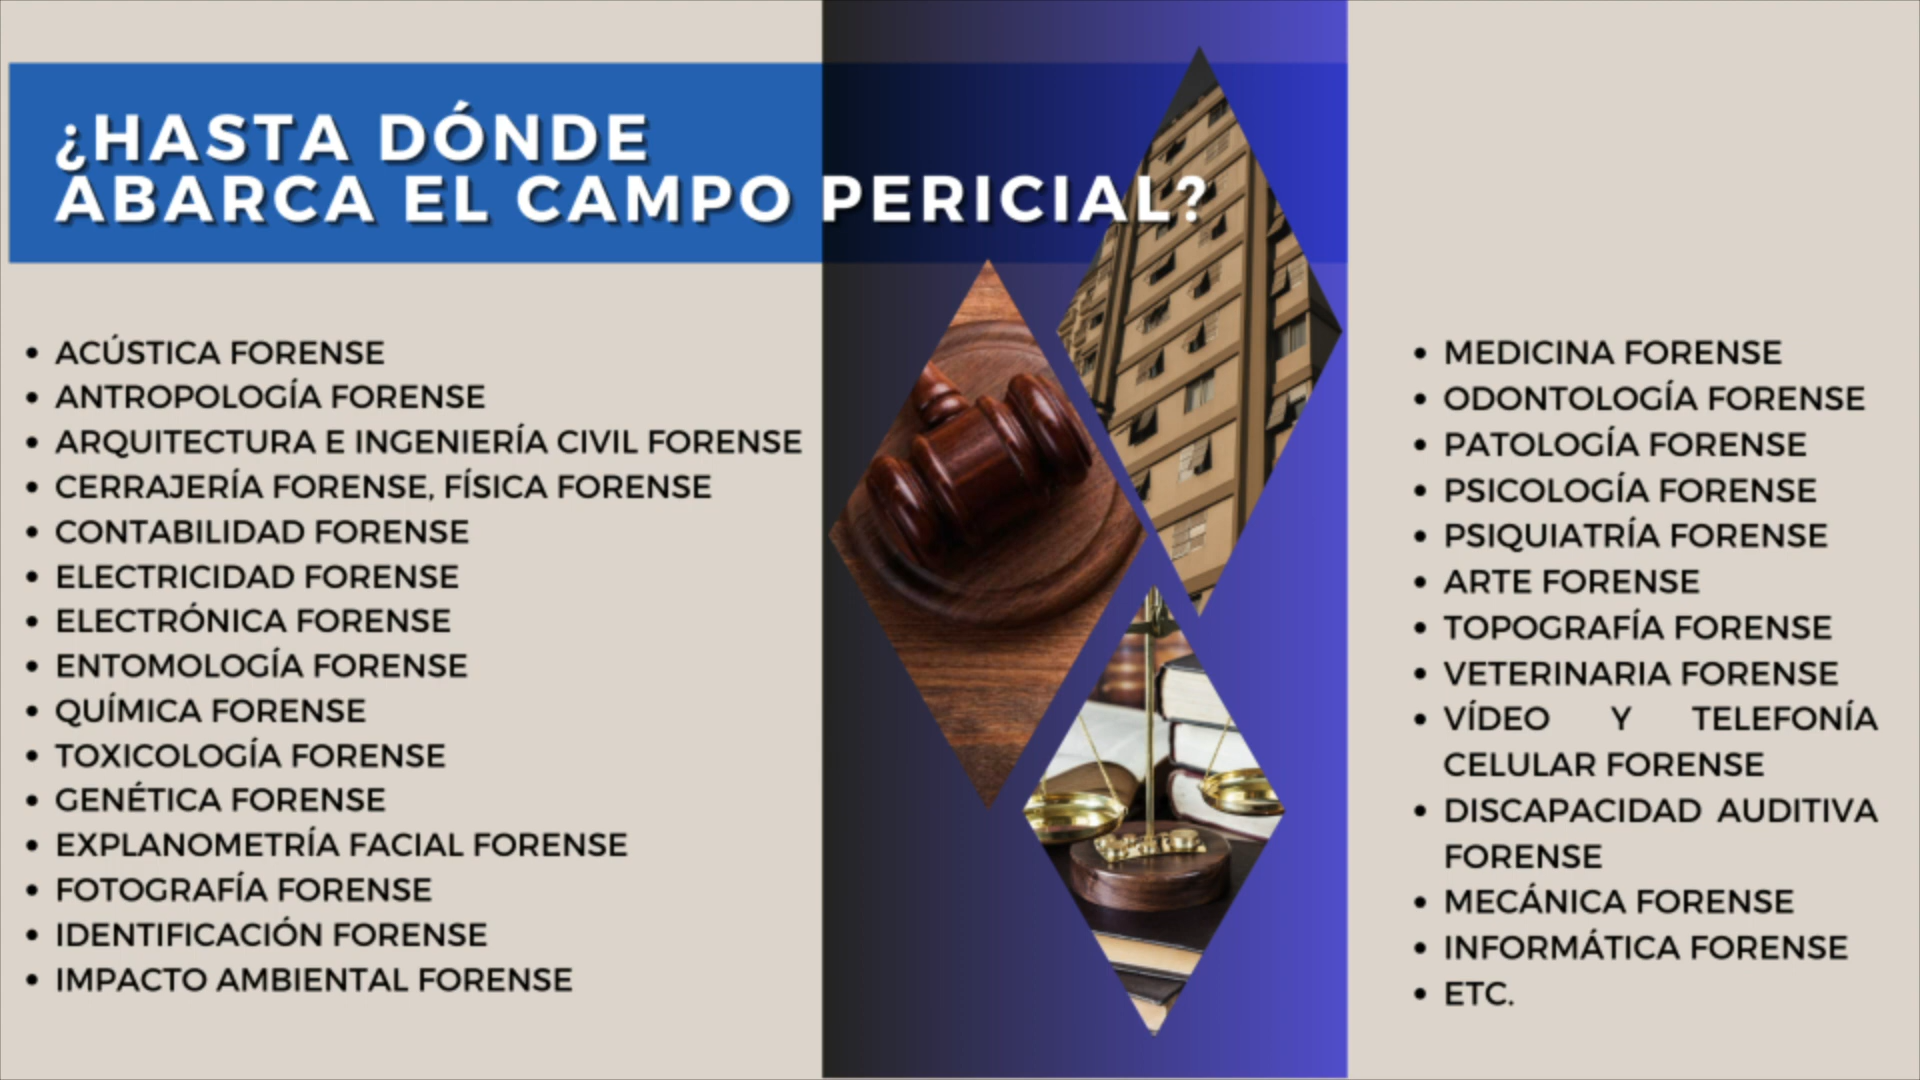 ¿HASTA DÓNDE
ABARCA EL CAMPO PERICIAL?
• ACÚSTICA FORENSE
• ANTROPOLOGÍA FORENSE
• ARQUITECTURA E INGENIERÍA CIVIL FORENSE
• CERRAJERÍA FORENSE, FÍSICA FORENSE
• CONTABILIDAD FORENSE
• ELECTRICIDAD FORENSE
• ELECTRÓNICA FORENSE
• ENTOMOLOGÍA FORENSE
• QUÍMICA FORENSE
• TOXICOLOGÍA FORENSE
• GENÉTICA FORENSE
• EXPLANOMETRÍA FACIAL FORENSE
• FOTOGRAFÍA FORENSE
• IDENTIFICACIÓN FORENSE
• IMPACTO AMBIENTAL FORENSE
• MEDICINA FORENSE
• ODONTOLOGÍA FORENSE
• PATOLOGÍA FORENSE
• PSICOLOGÍA FORENSE
• PSIQUIATRÍA FORENSE
• ARTE FORENSE
• TOPOGRAFÍA FORENSE
• VETERINARIA FORENSE
• VÍDEO Y TELEFONÍA
CELULAR FORENSE
• DISCAPACIDAD AUDITIVA
FORENSE
• MECÁNICA FORENSE
• INFORMÁTICA FORENSE
• ETC.